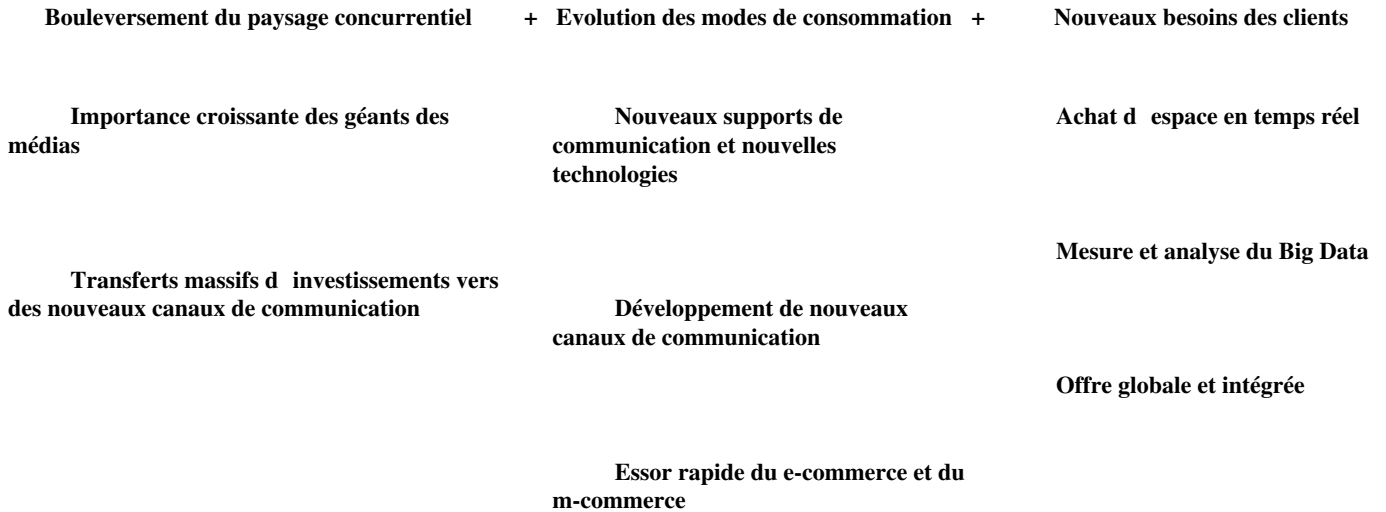 Bouleversement du paysage concurrentiel + Evolution des modes de consommation + Nouveaux besoins des clients
Importance croissante des géants des
médias
Transferts massifs d investissements vers
des nouveaux canaux de communication
Nouveaux supports de
communication et nouvelles
technologies
Développement de nouveaux
canaux de communication
Essor rapide du e-commerce et du
m-commerce
Achat d espace en temps réel
Mesure et analyse du Big Data
Offre globale et intégrée